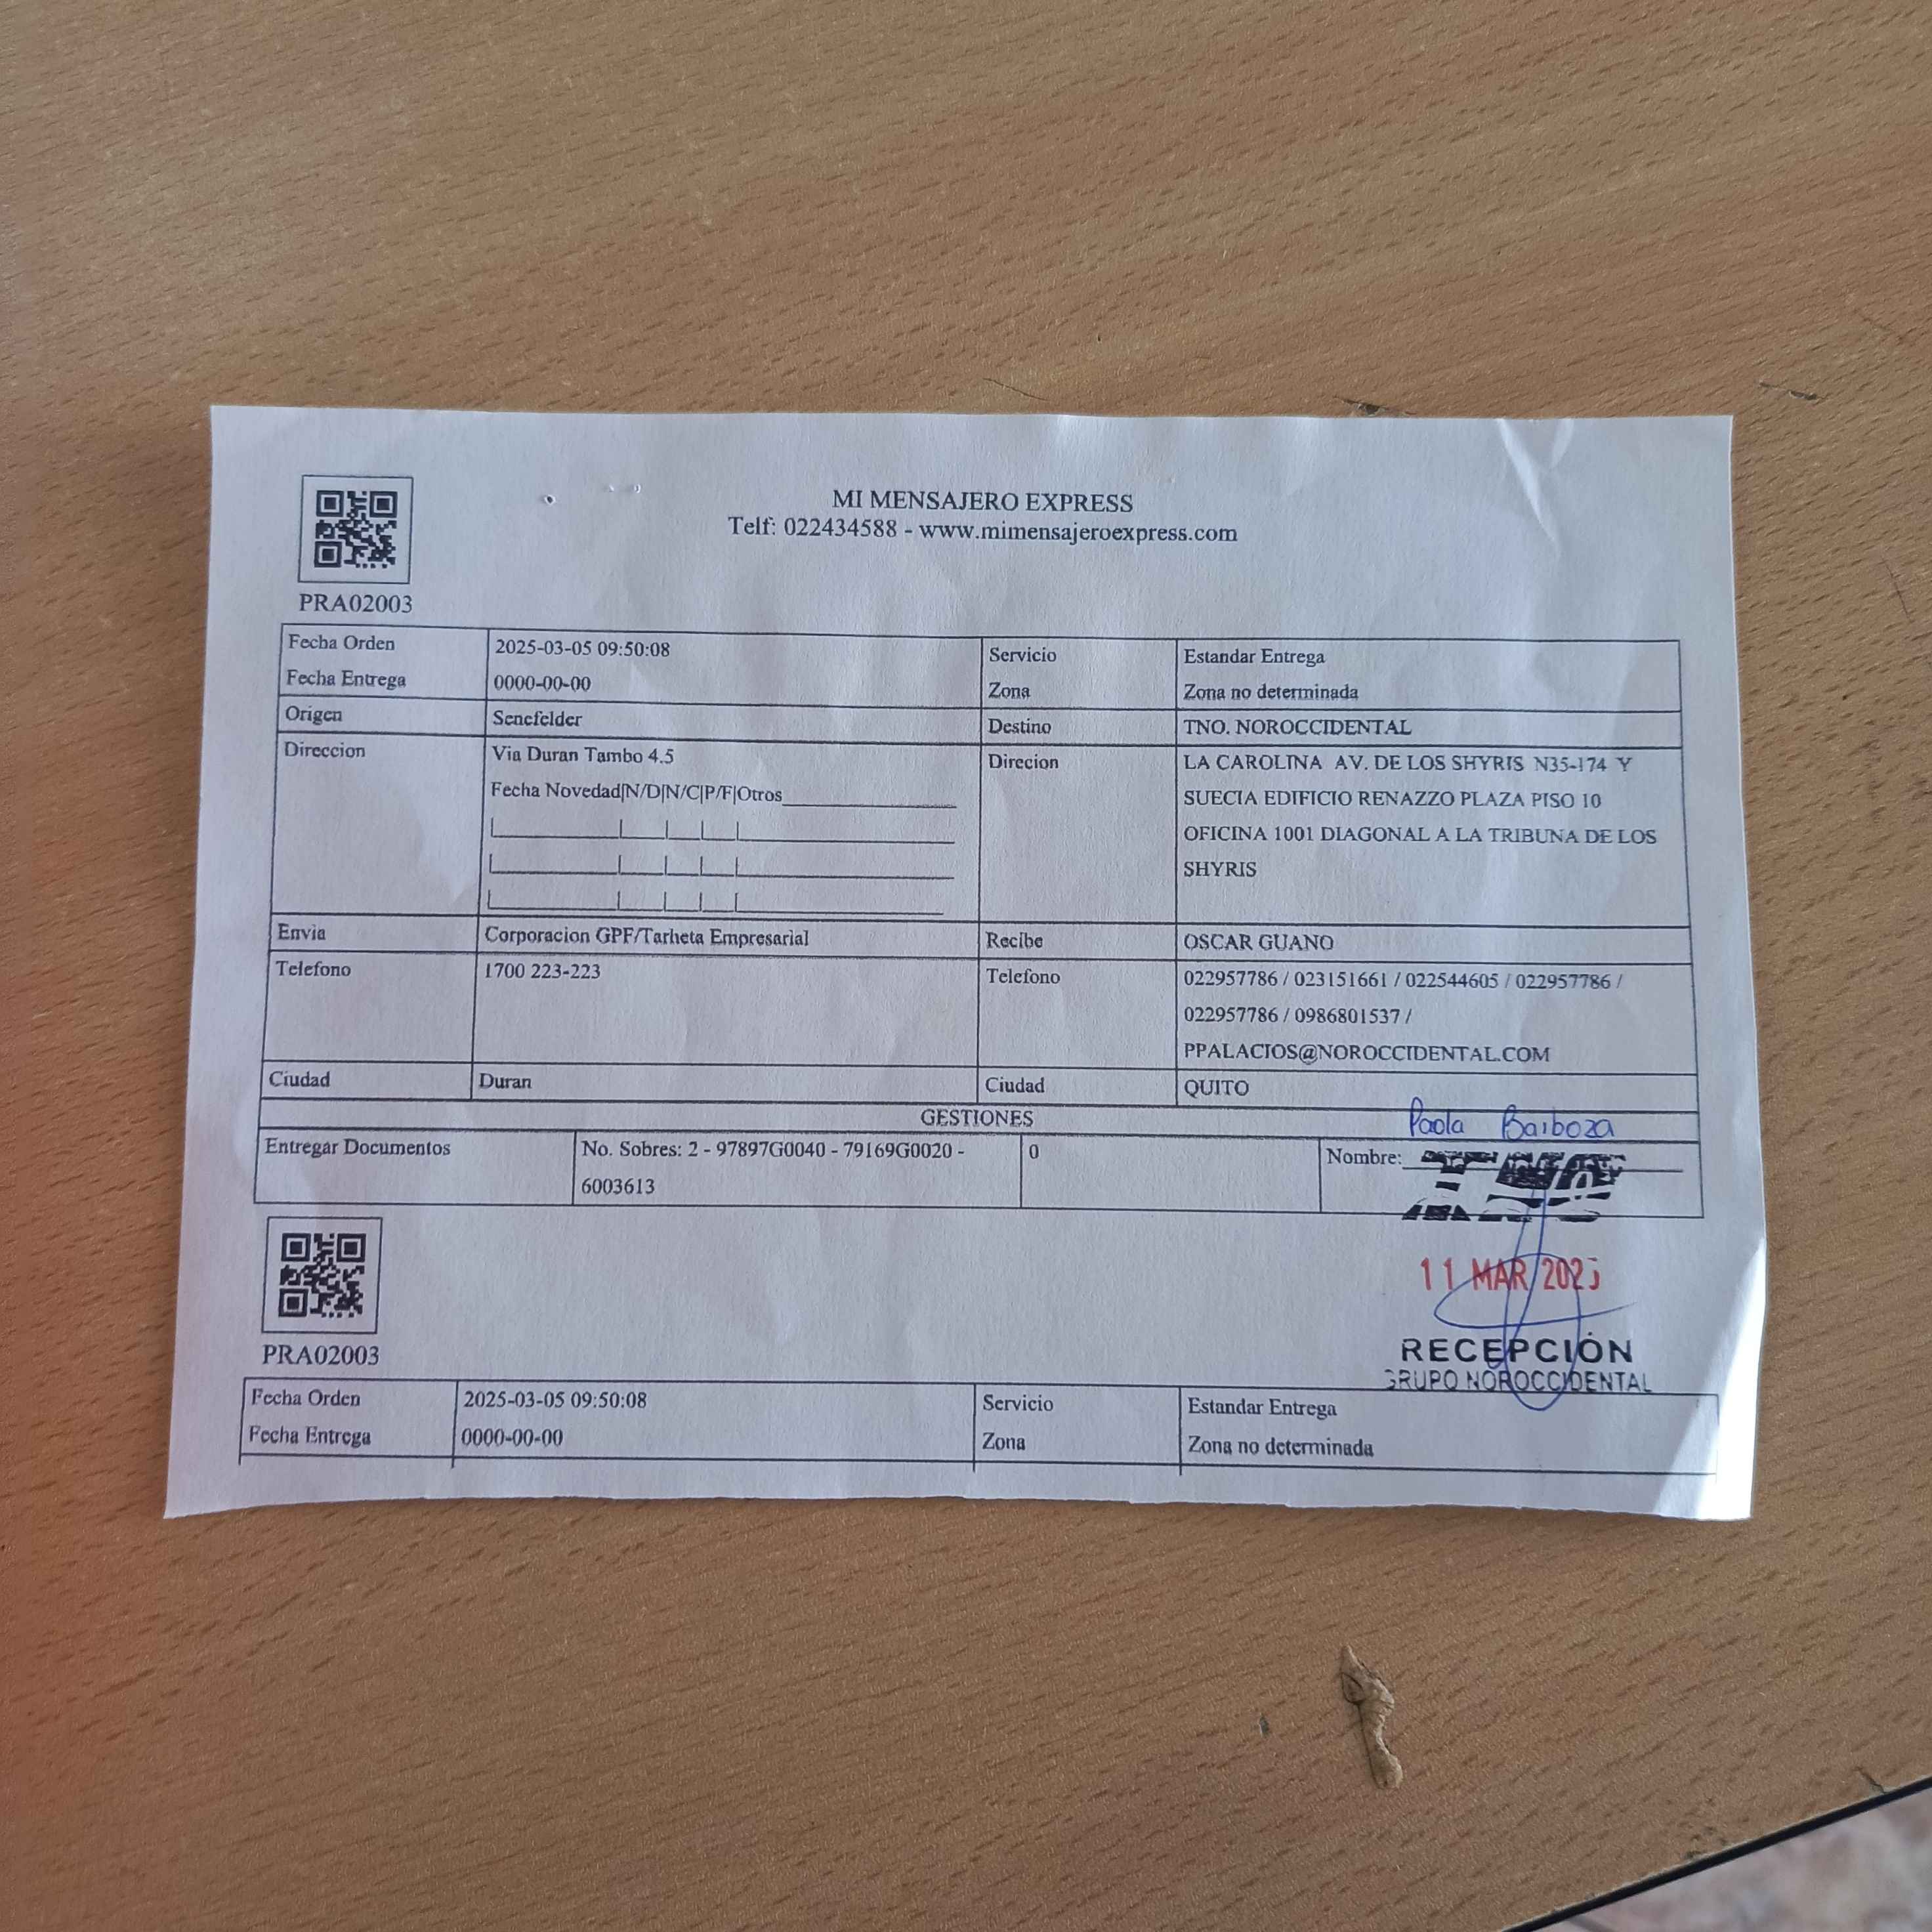 MI MENSAJERO EXPRESS
Telf: 022434588 - www.mimensajeroexpress.com
PRA02003
Fecha Orden 2025-03-05 09:50:08 Servicio Estandar Entrega
Fecha Entrega 0000-00-00 Zona Zona no determinada
Origen Senefelder Destino TNO. NOROCCIDENTAL
Direccion Via Duran Tambo 4.5 Direcion LA CAROLINA AV. DE LOS SHYRIS N35-174 Y
Fecha Novedad|N/D|N/C|P/F|Otros SUECIA EDIFICIO RENAZZO PLAZA PISO 10
OFICINA 1001 DIAGONAL A LA TRIBUNA DE LOS
SHYRIS
Envia Corporacion GPF/Tarheta Empresarial Recibe OSCAR GUANO
Telefono 1700 223-223 Telefono 022957786 / 023151661 / 022544605 / 022957786 /
022957786 / 0986801537 /
PPALACIOS@NOROCCIDENTAL.COM
Ciudad Duran Ciudad QUITO
GESTIONES
Paola Barboza
Entregar Documentos No. Sobres: 2 - 97897G0040 - 79169G0020 - 0 Nombre:
6003613
11 MAR 2025
RECEPCIÓN
GRUPO NOROCCIDENTAL
PRA02003
Fecha Orden 2025-03-05 09:50:08 Servicio Estandar Entrega
Fecha Entrega 0000-00-00 Zona Zona no determinada